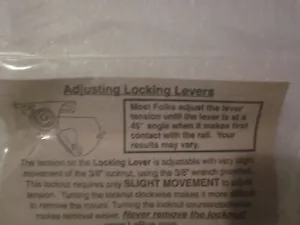 Adjusting Locking Levers
Most Folks adjust the lever
tension until the lever is at a
45° angle when it makes first
contact with the rail. Your
results may vary.
The tension on the Locking Lever is adjustable with very slight
movement of the 3/8" locknut, using the 3/8" wrench provided.
This locknut requires only SLIGHT MOVEMENT to adjust
tension. Turning the locknut clockwise makes it more difficult
to remove the mount. Turning the locknut counterclockwise
makes removal easier. Never remove the locknut!